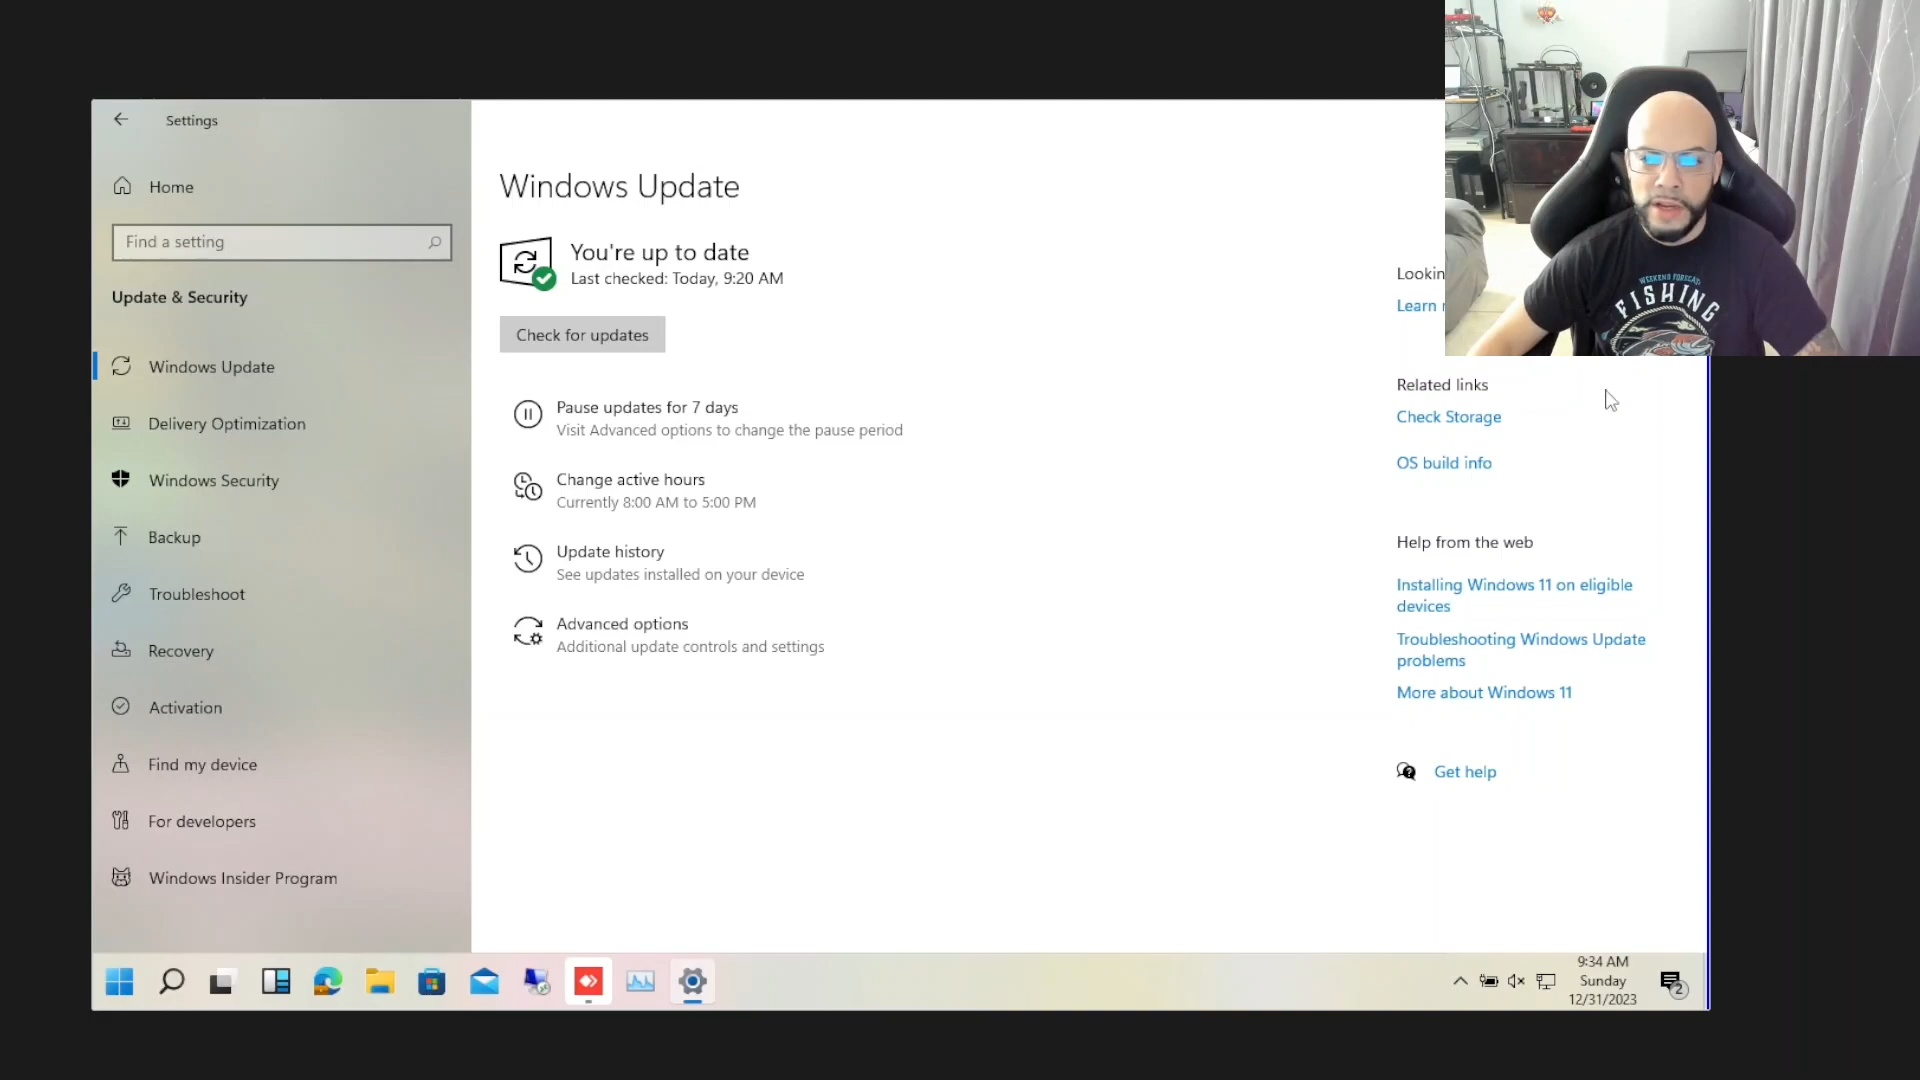 Settings
Home
Find a setting
Update & Security
Windows Update
Delivery Optimization
Windows Security
Backup
Troubleshoot
Recovery
Activation
Find my device
For developers
Windows Insider Program
Windows Update
You're up to date
Last checked: Today, 9:20 AM
Check for updates
Pause updates for 7 days
Visit Advanced options to change the pause period
Change active hours
Currently 8:00 AM to 5:00 PM
Update history
See updates installed on your device
Advanced options
Additional update controls and settings
Lookin
Learn
Related links
Check Storage
OS build info
Help from the web
Installing Windows 11 on eligible
devices
Troubleshooting Windows Update
problems
More about Windows 11
Get help
WEEKEND FORECAST:
FISHING
9:34 AM
Sunday
12/31/2023
2